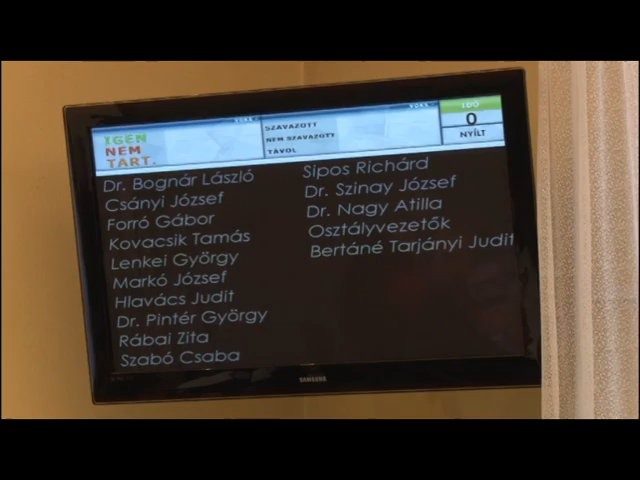 IGEN
NEM
TART.
VOKS
SZAVAZOTT
NEM SZAVAZOTT
TÁVOL
VOKS
IDŐ
0
NYÍLT
Dr. Bognár László
Csányi József
Forró Gábor
Kovacsik Tamás
Lenkei György
Markó József
Hlavács Judit
Dr. Pintér György
Rábai Zita
Szabó Csaba
Sipos Richárd
Dr. Szinay József
Dr. Nagy Atilla
Osztályvezetők
Bertáné Tarjányi Judit
SAMSUNG